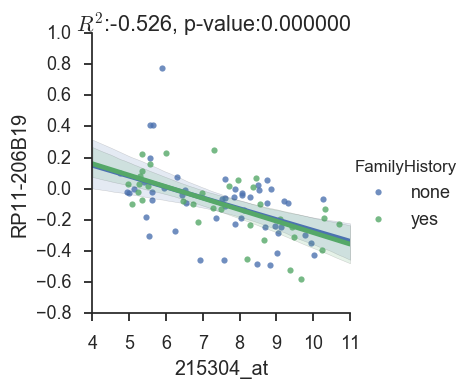 R²:-0.526, p-value:0.000000
1.0
0.8
0.6
0.4
0.2
0.0
−0.2
−0.4
−0.6
−0.8
RP11-206B19
4 5 6 7 8 9 10 11
215304_at
FamilyHistory
none
yes